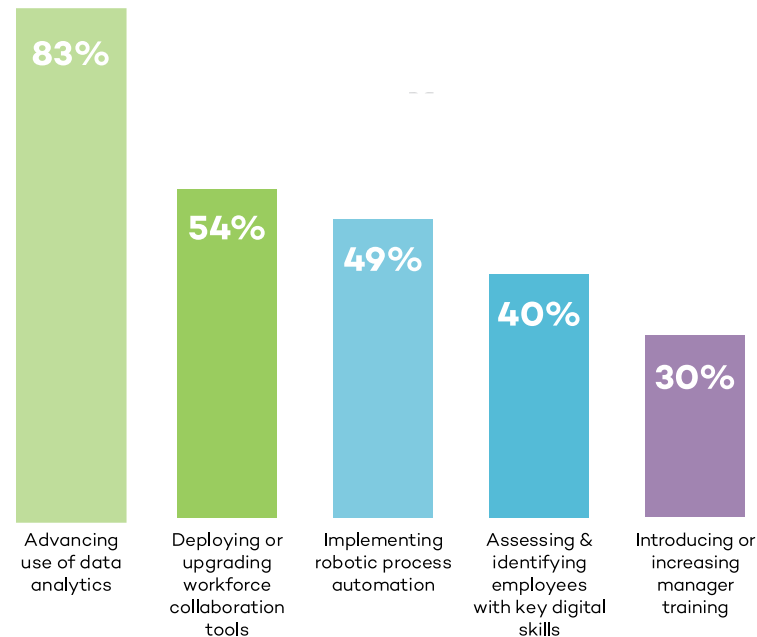 83%
54%
49%
40%
30%
Advancing
use of data
analytics
Deploying or
upgrading
workforce
collaboration
tools
Implementing
robotic process
automation
Assessing &
identifying
employees
with key digital
skills
Introducing or
increasing
manager
training